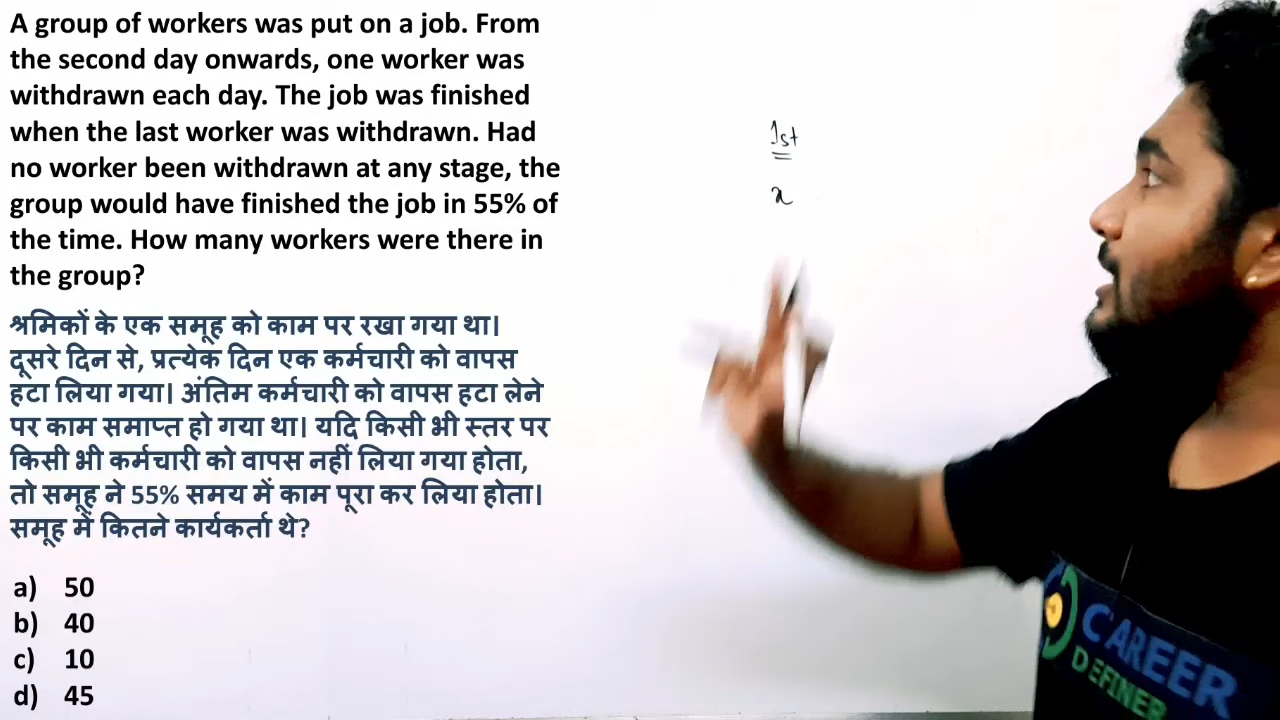 A group of workers was put on a job. From
the second day onwards, one worker was
withdrawn each day. The job was finished
when the last worker was withdrawn. Had
no worker been withdrawn at any stage, the
group would have finished the job in 55% of
the time. How many workers were there in
the group?
श्रमिकों के एक समूह को काम पर रखा गया था।
दूसरे दिन से, प्रत्येक दिन एक कर्मचारी को वापस
हटा लिया गया। अंतिम कर्मचारी को वापस हटा लेने
पर काम समाप्त हो गया था। यदि किसी भी स्तर पर
किसी भी कर्मचारी को वापस नहीं लिया गया होता,
तो समूह ने 55% समय में काम पूरा कर लिया होता।
समूह में कितने कार्यकर्ता थे?
a) 50
b) 40
c) 10
d) 45
1st
x
CAREER
DEFINER